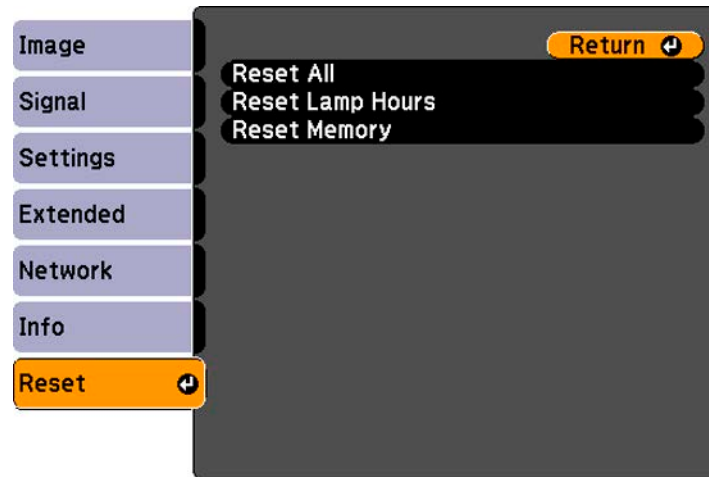 Image
Signal
Settings
Extended
Network
Info
Reset
Return
Reset All
Reset Lamp Hours
Reset Memory